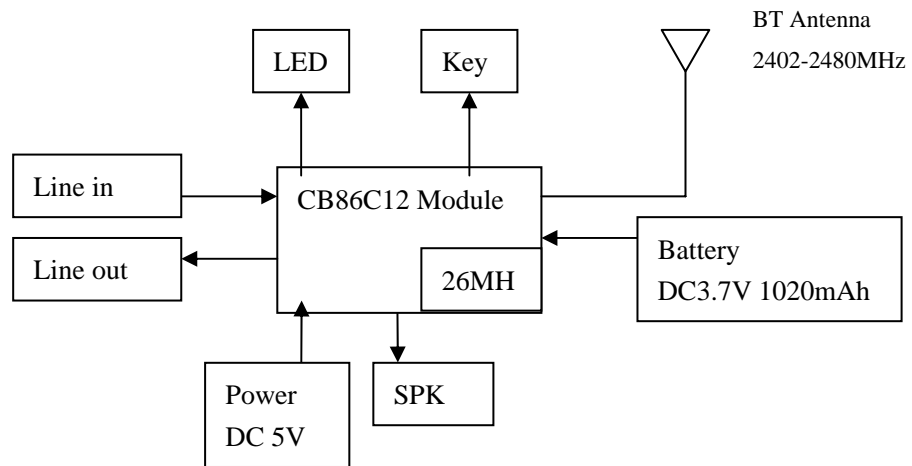 BT Antenna
2402-2480MHz
LED
Key
Line in
CB86C12 Module
Line out
26MH
Battery
DC3.7V 1020mAh
Power
DC 5V
SPK